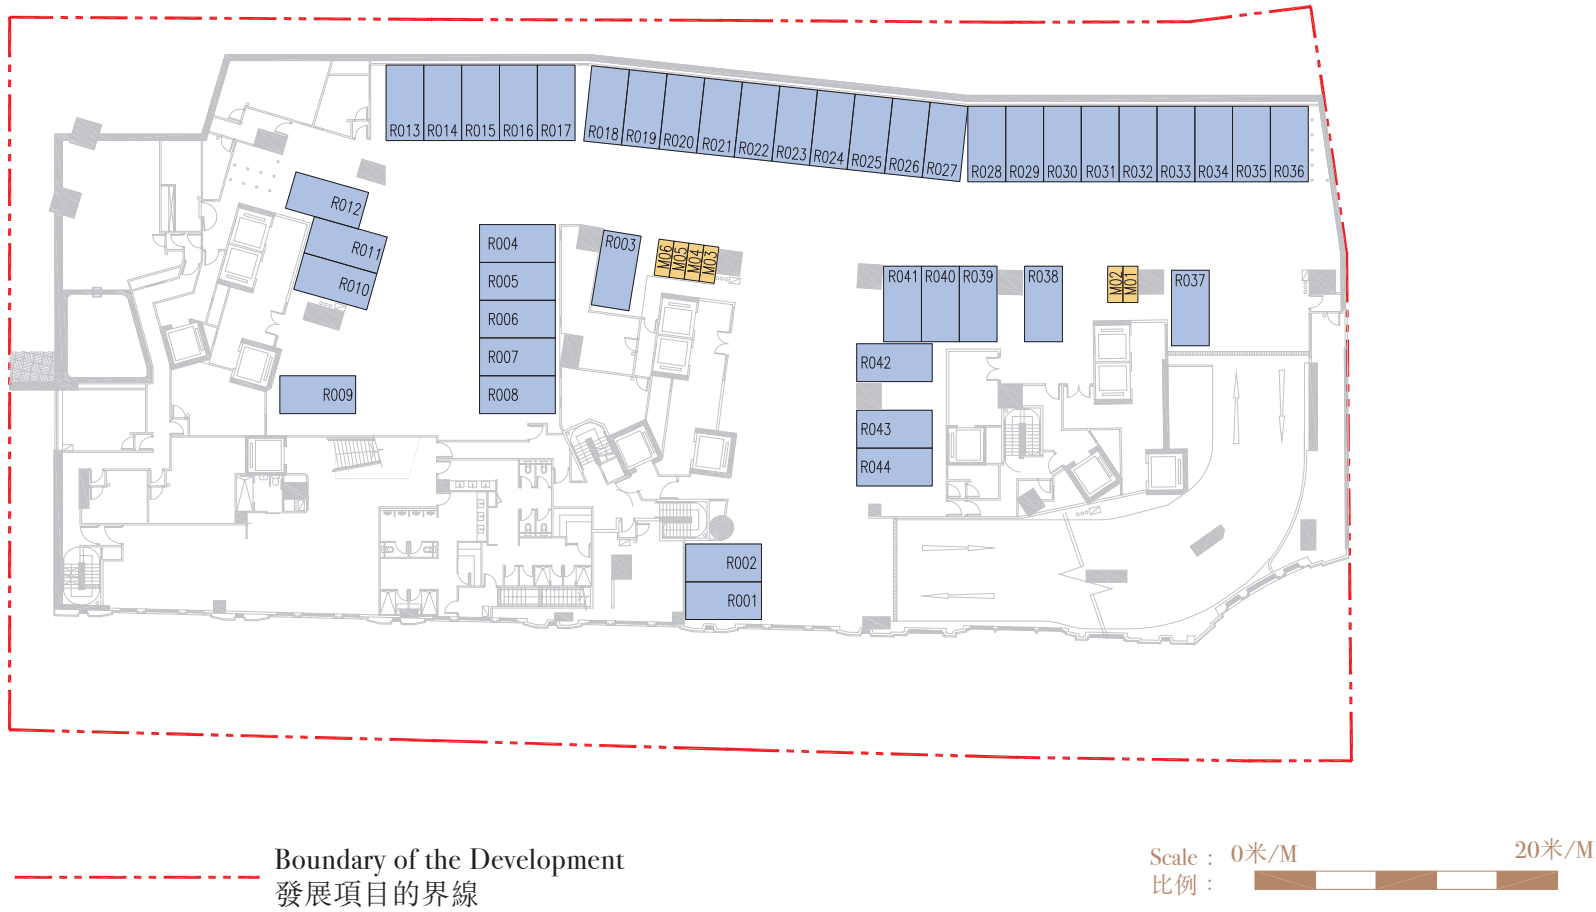 R013 R014 R015 R016 R017
R018 R019 R020 R021 R022 R023 R024 R025 R026 R027
R028 R029 R030 R031 R032 R033 R034 R035 R036
R012
R011
R010
R004
R005
R006
R007
R008
R003
M06 M05 M04 M03
R041 R040 R039
R038
M02 M01
R037
R042
R009
R043
R044
R002
R001
Boundary of the Development
發展項目的界線
Scale : 0米/M 20米/M
比例 :